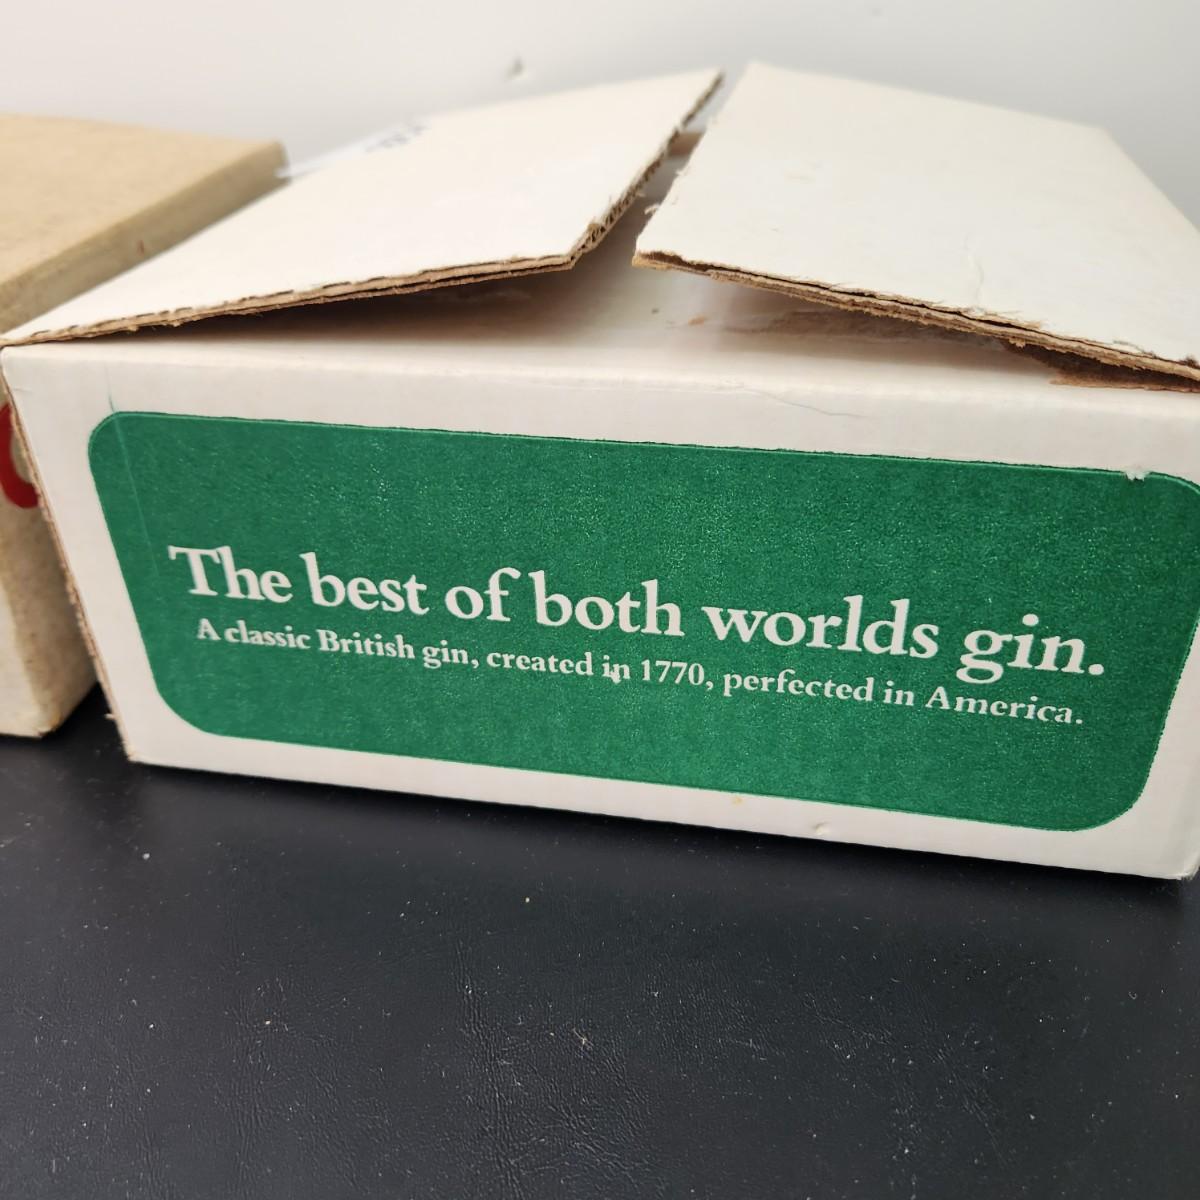 The best of both worlds gin.
A classic British gin, created in 1770, perfected in America.